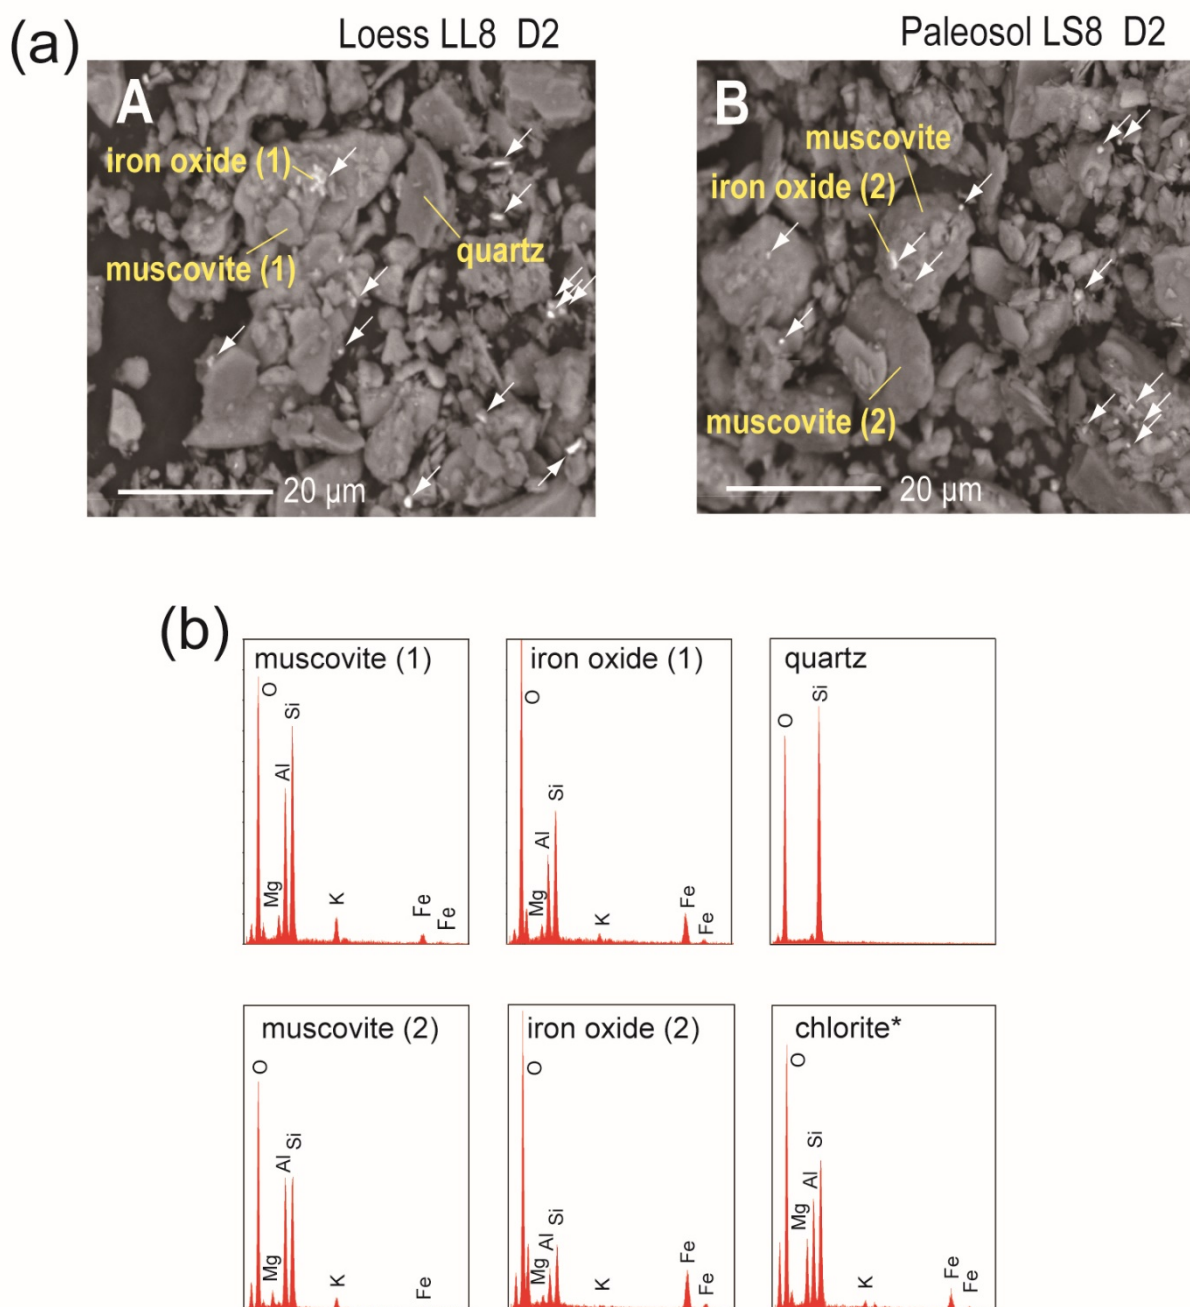 (a)
Loess LL8 D2
Paleosol LS8 D2
A
iron oxide (1)
muscovite (1)
quartz
20 µm
B
muscovite
iron oxide (2)
muscovite (2)
20 µm
(b)
muscovite (1)
O
Si
Al
Mg
K
Fe
Fe
iron oxide (1)
O
Si
Al
Mg
K
Fe
Fe
quartz
O
Si
muscovite (2)
O
Si
Al
Mg
K
Fe
iron oxide (2)
O
Si
Al
Mg
K
Fe
Fe
chlorite*
O
Si
Al
Mg
K
Fe
Fe